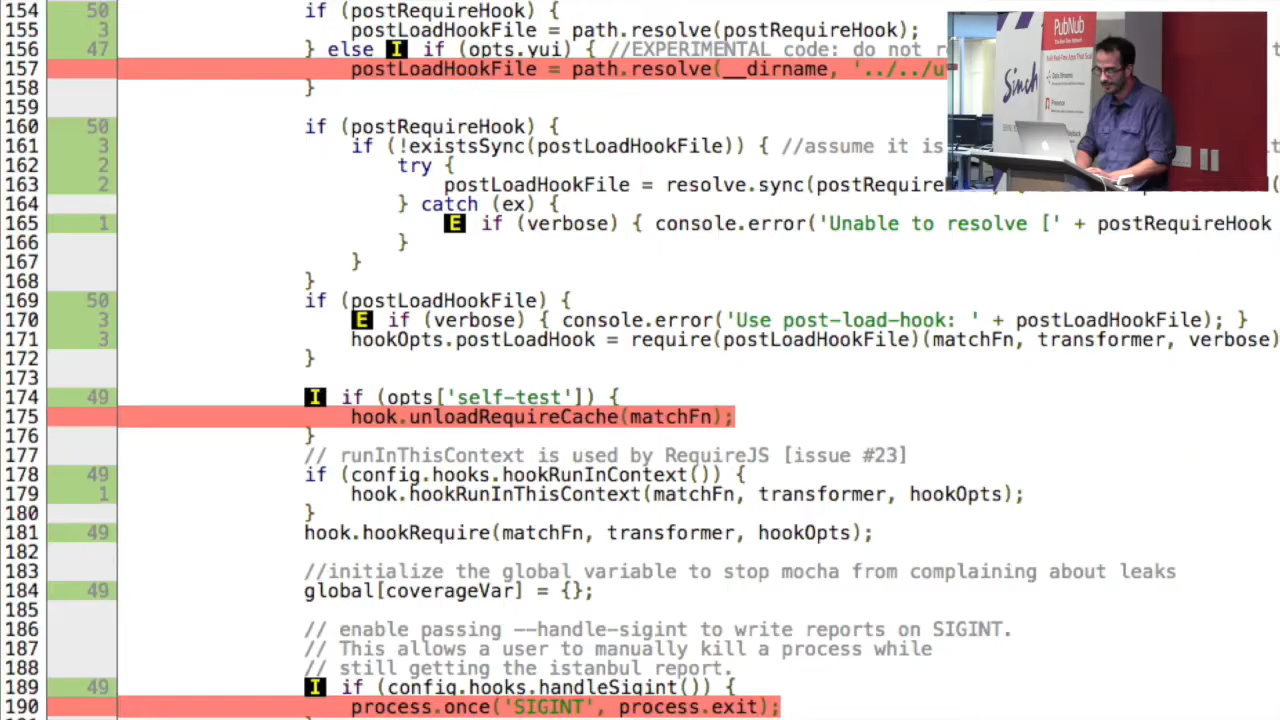 154 50 if (postRequireHook) {
155 3 postLoadHookFile = path.resolve(postRequireHook);
156 47 } else I if (opts.yui) { //EXPERIMENTAL code: do not
157 postLoadHookFile = path.resolve(__dirname, '../../u
158 }
159
160 50 if (postRequireHook) {
161 3 if (!existsSync(postLoadHookFile)) { //assume it is
162 2 try {
163 2 postLoadHookFile = resolve.sync(postRequire
164 } catch (ex) {
165 1 E if (verbose) { console.error('Unable to resolve [' + postRequireHook
166 }
167 }
168 }
169 50 if (postLoadHookFile) {
170 3 E if (verbose) { console.error('Use post-load-hook: ' + postLoadHookFile); }
171 3 hookOpts.postLoadHook = require(postLoadHookFile)(matchFn, transformer, verbose)
172 }
173
174 49 I if (opts['self-test']) {
175 hook.unloadRequireCache(matchFn);
176 }
177 // runInThisContext is used by RequireJS [issue #23]
178 49 if (config.hooks.hookRunInContext()) {
179 1 hook.hookRunInThisContext(matchFn, transformer, hookOpts);
180 }
181 49 hook.hookRequire(matchFn, transformer, hookOpts);
182
183 //initialize the global variable to stop mocha from complaining about leaks
184 49 global[coverageVar] = {};
185
186 // enable passing --handle-sigint to write reports on SIGINT.
187 // This allows a user to manually kill a process while
188 // still getting the istanbul report.
189 49 I if (config.hooks.handleSigint()) {
190 process.once('SIGINT', process.exit);
PubNub
Sinch
Data Streams
Presence